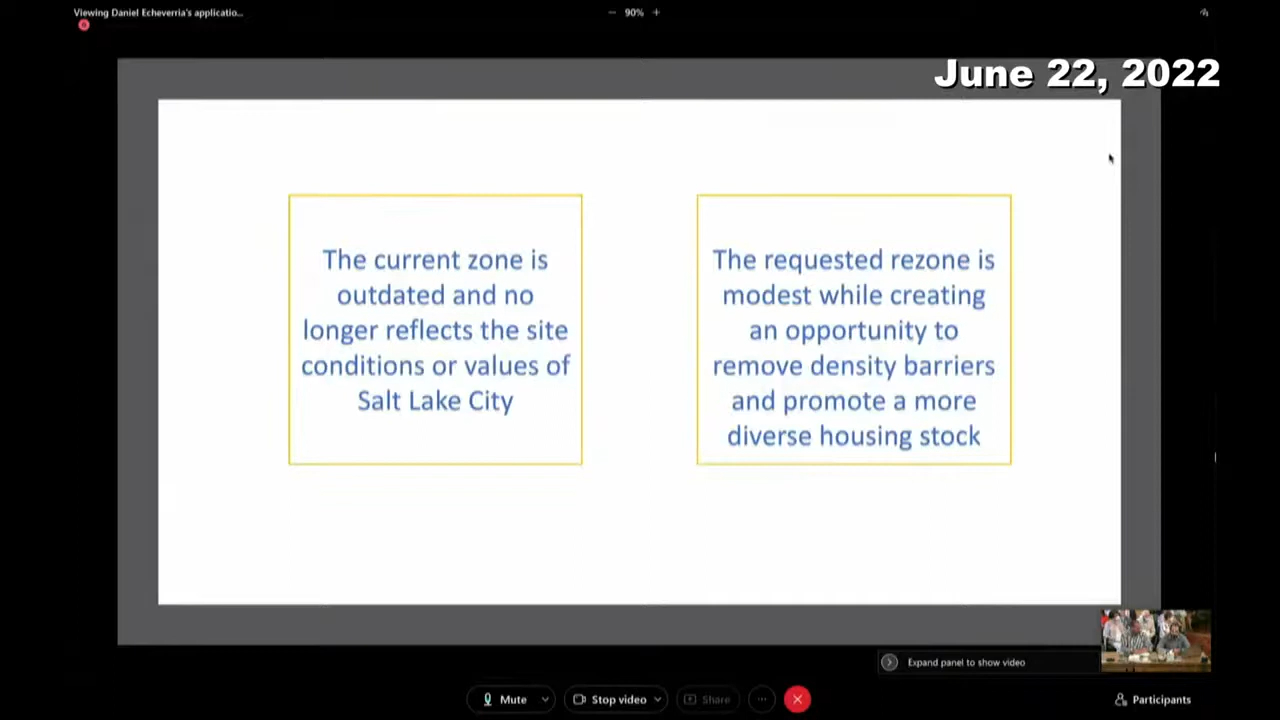 Viewing Daniel Echeverria's applicatio...
90%
June 22, 2022
The current zone is
outdated and no
longer reflects the site
conditions or values of
Salt Lake City
The requested rezone is
modest while creating
an opportunity to
remove density barriers
and promote a more
diverse housing stock
Expand panel to show video
Mute
Stop video
Share
Participants